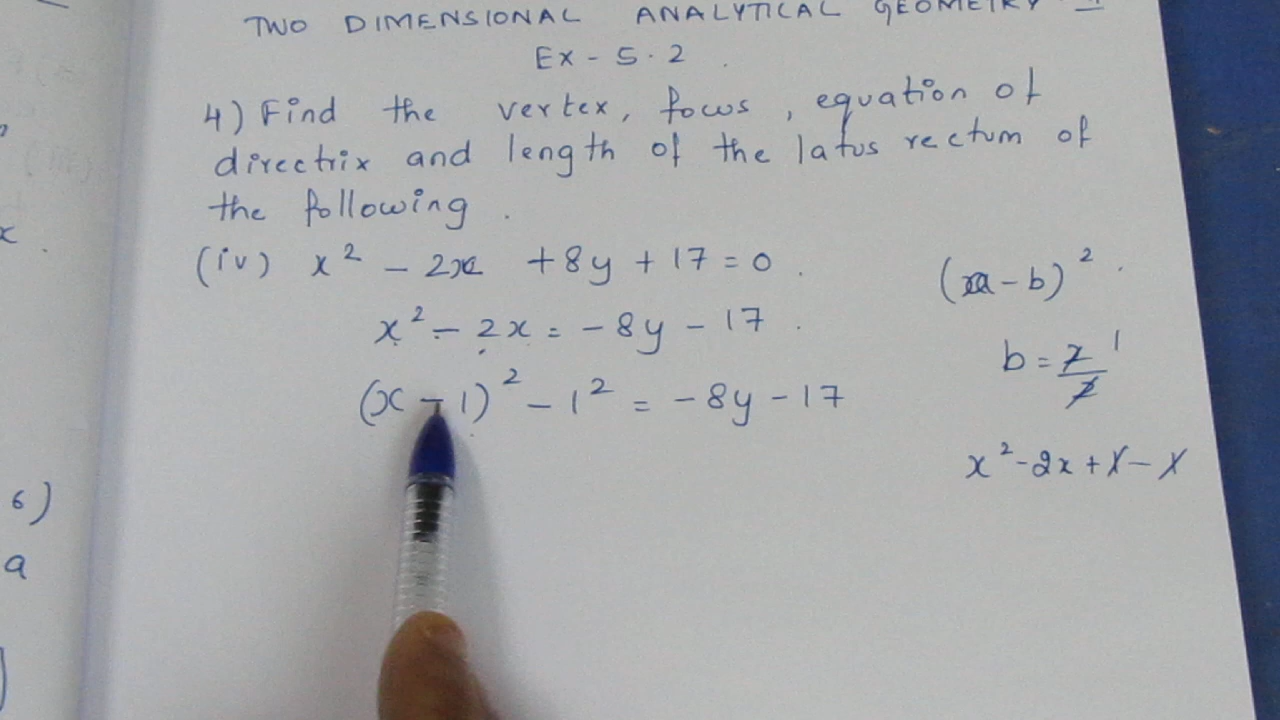 TWO DIMENSIONAL ANALYTICAL GEOMETRY
Ex - 5.2
4) Find the vertex, focus, equation of
directrix and length of the latus rectum of
the following.
(iv) x² - 2x + 8y + 17 = 0.
x² - 2x = -8y - 17.
(x - 1)² - 1² = -8y - 17
(a - b)².
b = 2/2 1
x² - 2x + 1 - 1
x.
6)
a